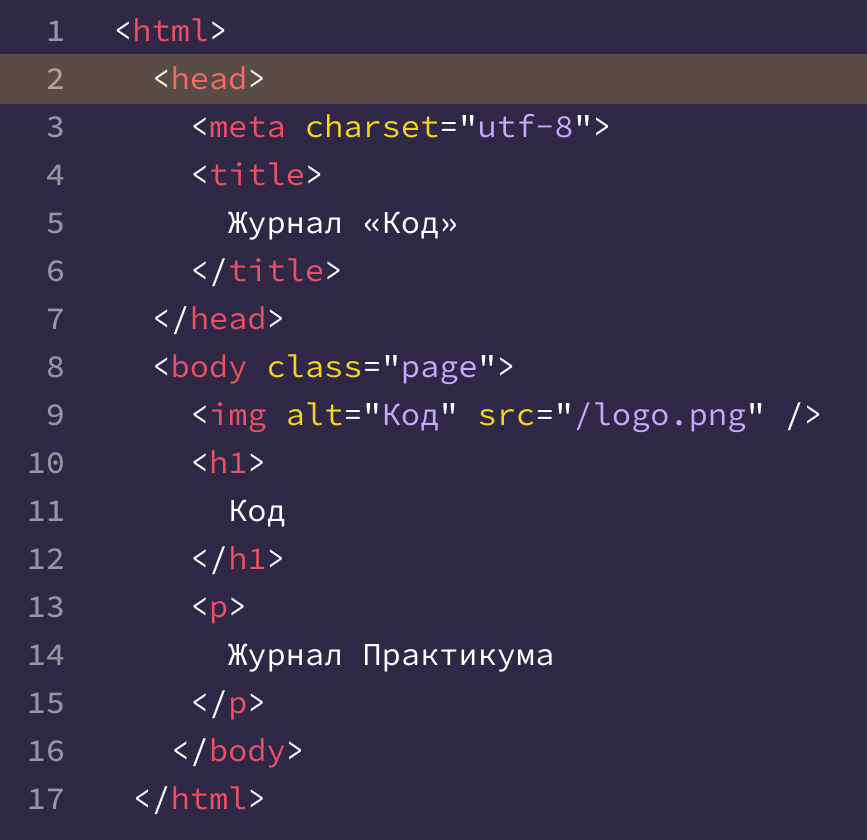 1 <html>
2 <head>
3 <meta charset="utf-8">
4 <title>
5 Журнал «Код»
6 </title>
7 </head>
8 <body class="page">
9 <img alt="Код" src="/logo.png" />
10 <h1>
11 Код
12 </h1>
13 <p>
14 Журнал Практикума
15 </p>
16 </body>
17 </html>